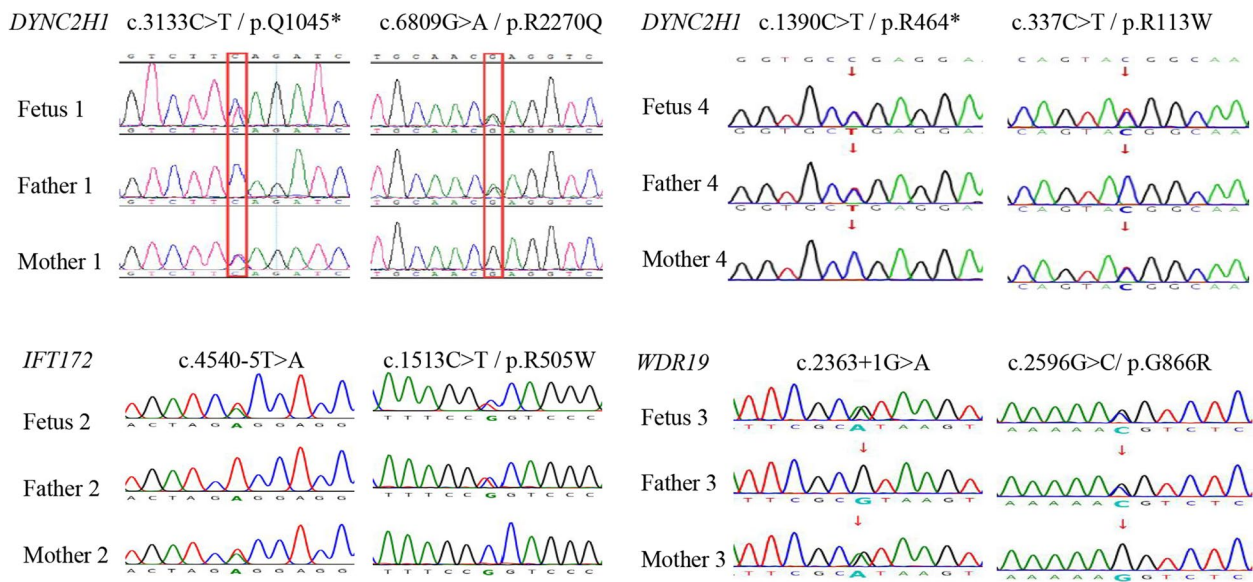 DYNC2H1 c.3133C>T / p.Q1045* c.6809G>A / p.R2270Q
G T C T T C A G A T C T G C A A C G A G G T C
Fetus 1
G T C T T C A G A T C T G C A A C G A G G T C
Father 1
G T C T T C A G A T C T G C A A C G A G G T C
Mother 1
G T C T T C A G A T C T G C A A C G A G G T C
DYNC2H1 c.1390C>T / p.R464* c.337C>T / p.R113W
G G T G C C G A G G A C A G T A C G G C A A
Fetus 4
G G T G C T G A G G A C A G T A C G G C A A
Father 4
G G T G C T G A G G A C A G T A C G G C A A
Mother 4
C A G T A C G G C A A
IFT172 c.4540-5T>A c.1513C>T / p.R505W
Fetus 2
A C T A G A G G A G G T T T C C G G T C C C
Father 2
A C T A G A G G A G G T T T C C G G T C C C
Mother 2
A C T A G A G G A G G T T T C C G G T C C C
WDR19 c.2363+1G>A c.2596G>C/ p.G866R
Fetus 3
T T C G C A T A A G T A A A A A C G T C T C
Father 3
T T C G C G T A A G T A A A A A C G T C T C
Mother 3
T T C G C A T A A G T A A A A A G G T C T C